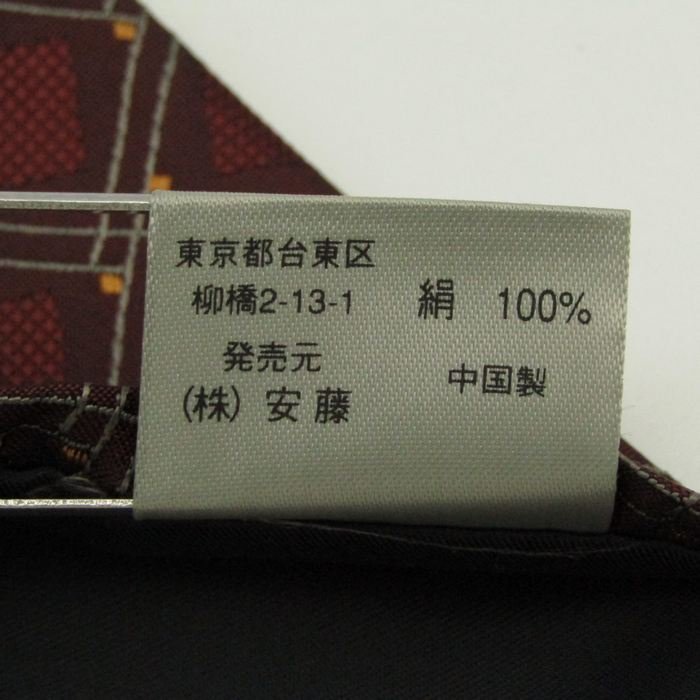 東京都台東区
柳橋2-13-1
発売元
(株) 安藤
絹 100%
中国製